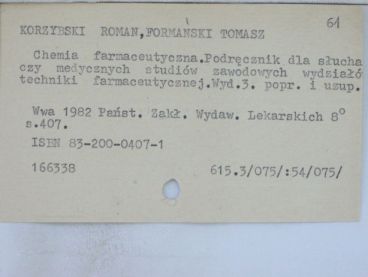 61
KORZYBSKI ROMAN,FORMAŃSKI TOMASZ
Chemia farmaceutyczna.Podręcznik dla słucha
czy medycznych studiów zawodowych wydziałó
techniki farmaceutycznej.Wyd.3. popr. i uzup.
Wwa 1982 Państ. Zakł. Wydaw. Lekarskich 8°
s.407.
ISBN 83-200-0407-1
166338 615.3/075/:54/075/